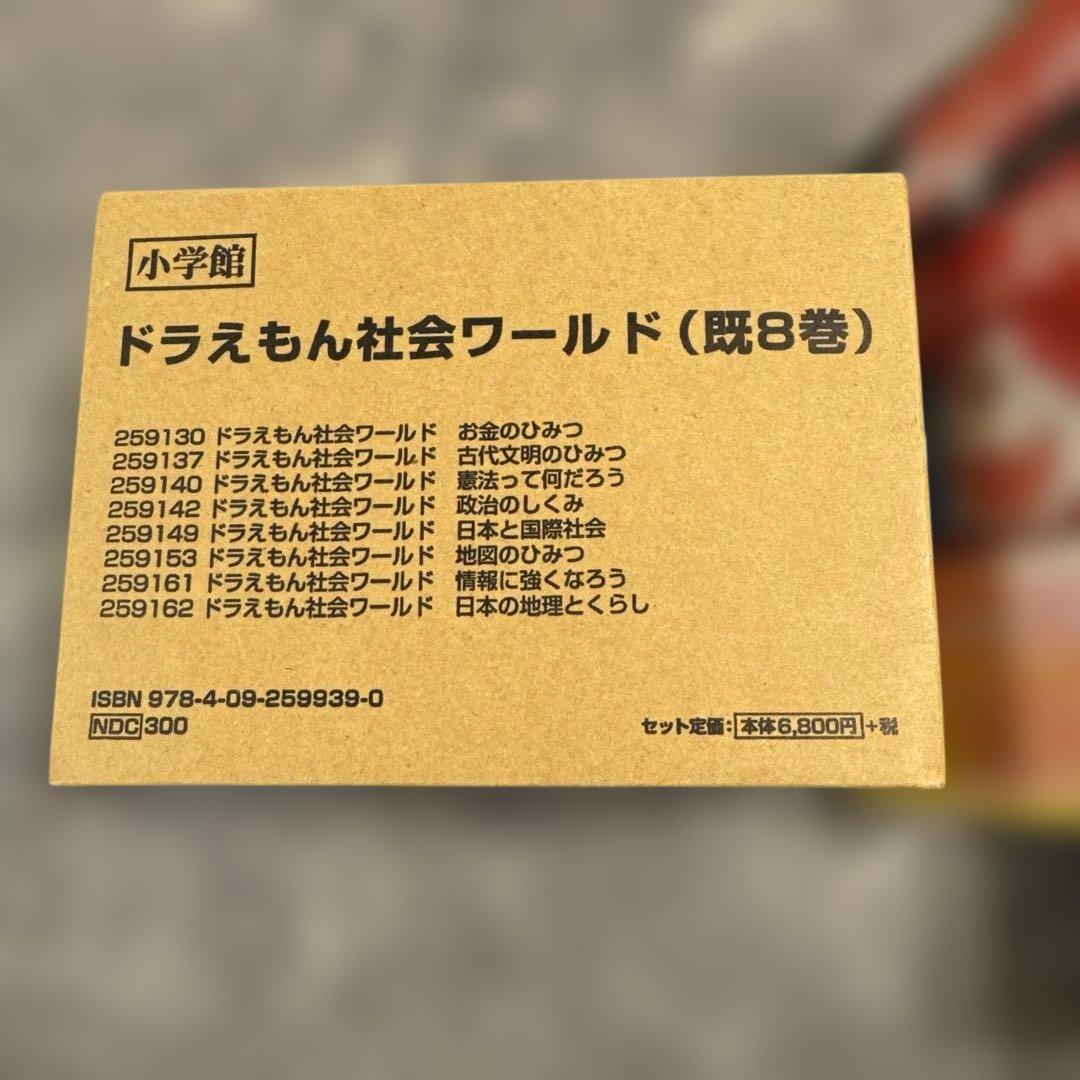 小学館
ドラえもん社会ワールド（既8巻）
259130 ドラえもん社会ワールド　お金のひみつ
259137 ドラえもん社会ワールド　古代文明のひみつ
259140 ドラえもん社会ワールド　憲法って何だろう
259142 ドラえもん社会ワールド　政治のしくみ
259149 ドラえもん社会ワールド　日本と国際社会
259153 ドラえもん社会ワールド　地図のひみつ
259161 ドラえもん社会ワールド　情報に強くなろう
259162 ドラえもん社会ワールド　日本の地理とくらし
ISBN 978-4-09-259939-0
NDC 300
セット定価：本体6,800円＋税